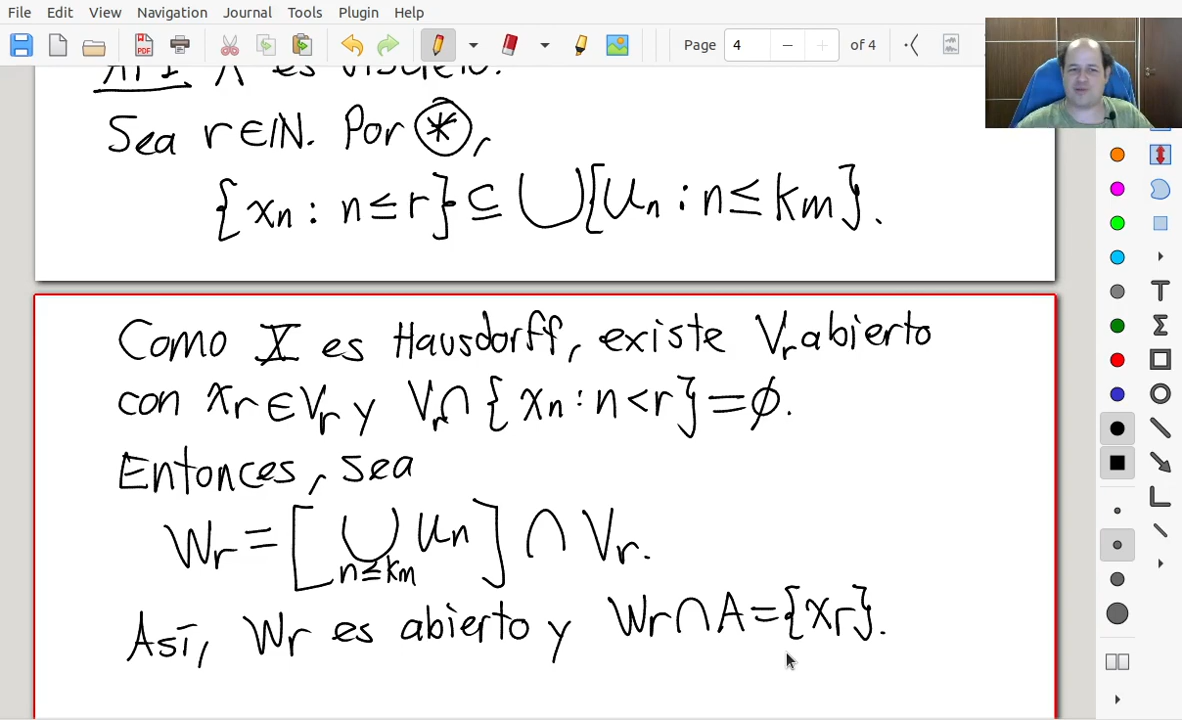 File Edit View Navigation Journal Tools Plugin Help
Page 4 of 4
es
Sea r∈ℕ. Por ⊛,
{xn : n≤r}⊆⋃{Un : n≤km}.
Como X es Hausdorff, existe Vr abierto
con xr∈Vr y Vr∩{xn : n<r}=∅.
Entonces, sea
Wr=[⋃n≤km Un]∩Vr.
Así, Wr es abierto y Wr∩A={xr}.